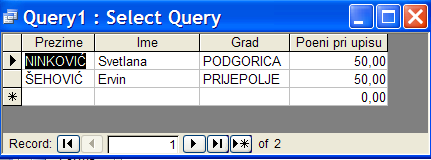 Query1 : Select Query
Prezime Ime Grad Poeni pri upisu
NINKOVIĆ Svetlana PODGORICA 50,00
ŠEHOVIĆ Ervin PRIJEPOLJE 50,00
0,00
Record: 1 of 2